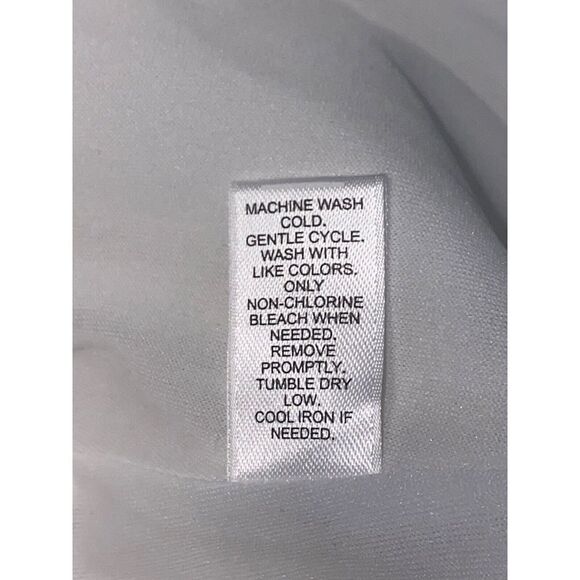 MACHINE WASH
COLD.
GENTLE CYCLE.
WASH WITH
LIKE COLORS.
ONLY
NON-CHLORINE
BLEACH WHEN
NEEDED.
REMOVE
PROMPTLY.
TUMBLE DRY
LOW.
COOL IRON IF
NEEDED.